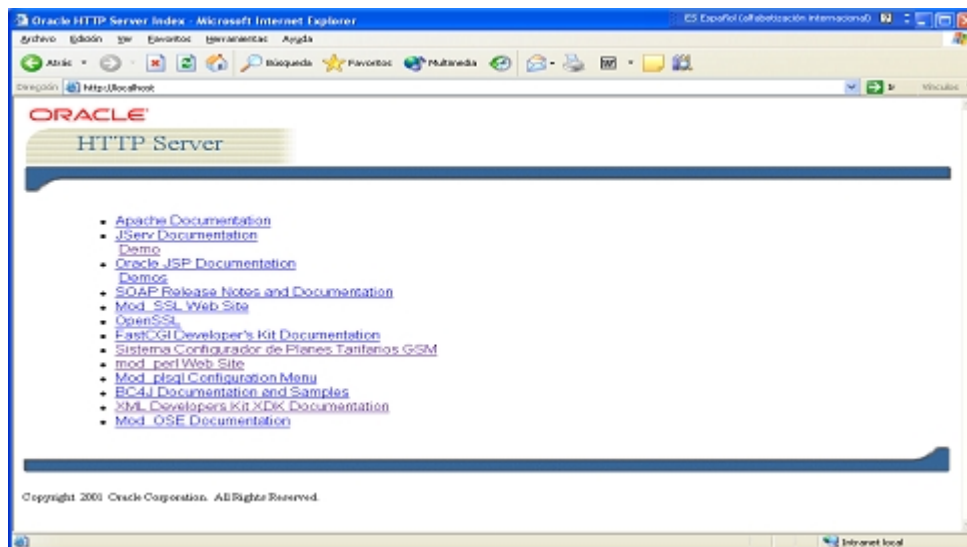 Oracle HTTP Server Index - Microsoft Internet Explorer
ES Español (alfabetización internacional)
Archivo Edición Ver Favoritos Herramientas Ayuda
Atrás Búsqueda Favoritos Multimedia
Dirección http://localhost Ir Vínculos
ORACLE
HTTP Server
Apache Documentation
JServ Documentation
Demo
Oracle JSP Documentation
Demos
SOAP Release Notes and Documentation
Mod_SSL Web Site
OpenSSL
FastCGI Developer's Kit Documentation
Sistema Configurador de Planes Tarifarios GSM
mod_perl Web Site
Mod_plsql Configuration Menu
BC4J Documentation and Samples
XML Developers Kit XDK Documentation
Mod_OSE Documentation
Copyright 2001 Oracle Corporation. All Rights Reserved.
Intranet local